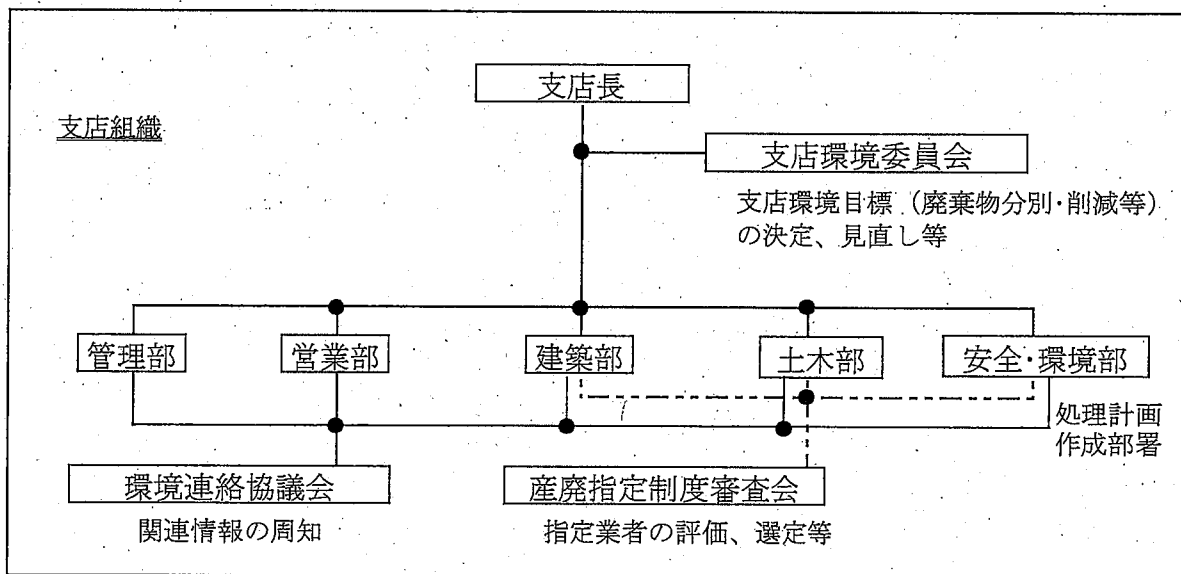 支店長
支店組織
支店環境委員会
支店環境目標（廃棄物分別・削減等）
の決定、見直し等
管理部
営業部
建築部
土木部
安全・環境部
処理計画
作成部署
環境連絡協議会
産廃指定制度審査会
関連情報の周知
指定業者の評価、選定等